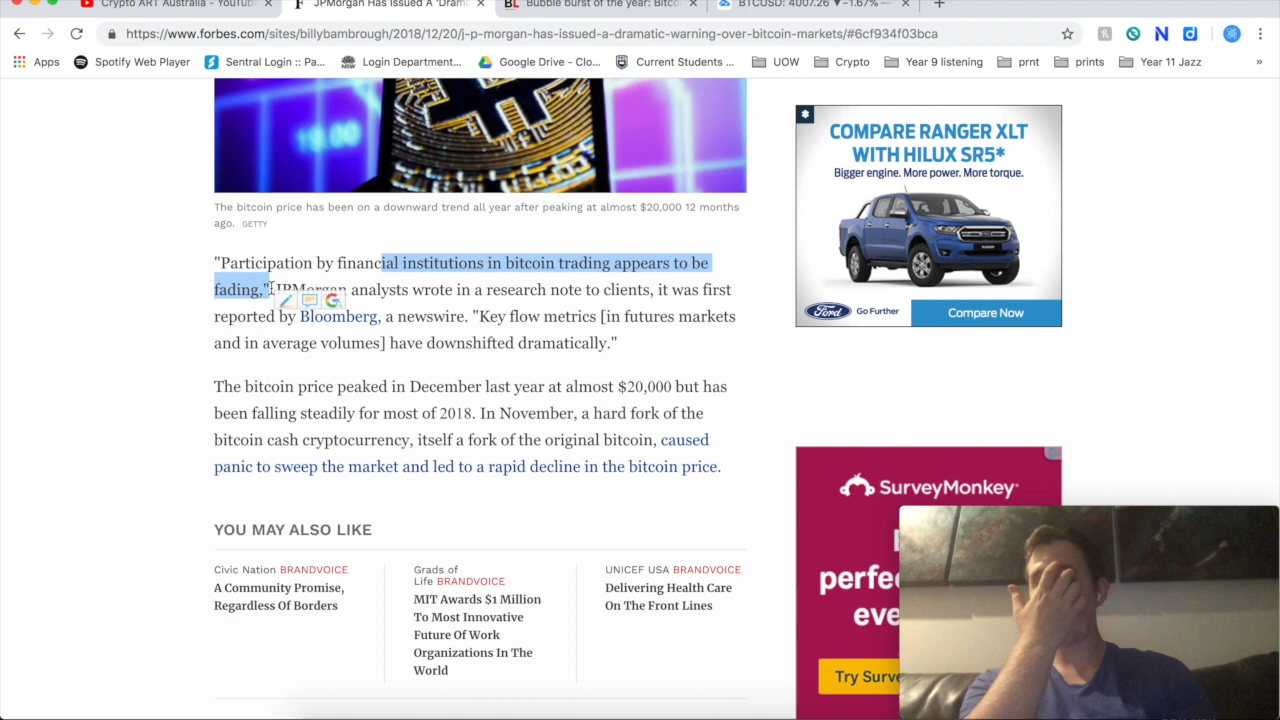 Crypto ART Australia - YouTube
JPMorgan Has Issued A 'Drama
Bubble burst of the year: Bitco
BTCUSD: 4007.26 ▼−1.67%
https://www.forbes.com/sites/billybambrough/2018/12/20/j-p-morgan-has-issued-a-dramatic-warning-over-bitcoin-markets/#6cf934f03bca
Apps
Spotify Web Player
Sentral Login :: Pa...
Login Department...
Google Drive - Clo...
Current Students ...
UOW
Crypto
Year 9 listening
prnt
prints
Year 11 Jazz
»
19.00
The bitcoin price has been on a downward trend all year after peaking at almost $20,000 12 months
ago. GETTY
"Participation by financial institutions in bitcoin trading appears to be
fading," JPMorgan analysts wrote in a research note to clients, it was first
reported by Bloomberg, a newswire. "Key flow metrics [in futures markets
and in average volumes] have downshifted dramatically."
The bitcoin price peaked in December last year at almost $20,000 but has
been falling steadily for most of 2018. In November, a hard fork of the
bitcoin cash cryptocurrency, itself a fork of the original bitcoin, caused
panic to sweep the market and led to a rapid decline in the bitcoin price.
YOU MAY ALSO LIKE
Civic Nation BRANDVOICE
A Community Promise,
Regardless Of Borders
Grads of
Life BRANDVOICE
MIT Awards $1 Million
To Most Innovative
Future Of Work
Organizations In The
World
UNICEF USA BRANDVOICE
Delivering Health Care
On The Front Lines
COMPARE RANGER XLT
WITH HILUX SR5*
Bigger engine. More power. More torque.
Ford
Go Further
Compare Now
SurveyMonkey
perfe
eve
Try Surve